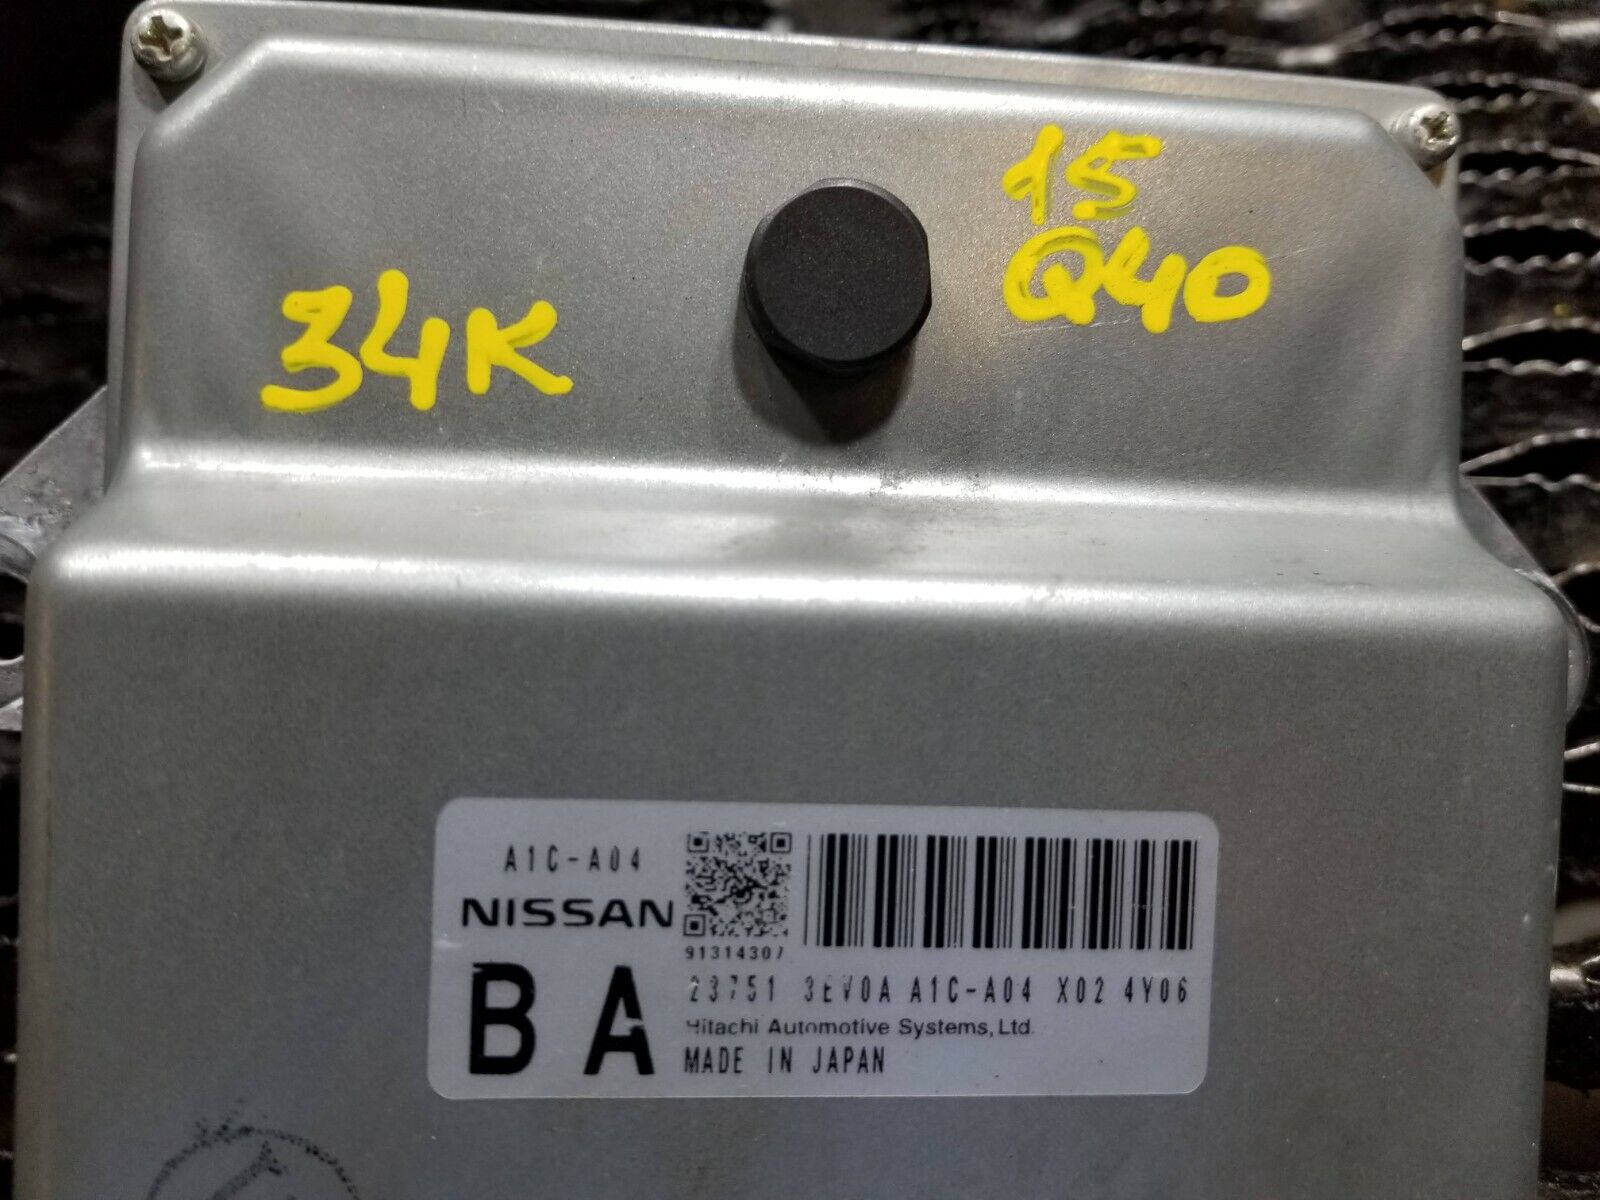 15
Q40
34K
A1C-A04
NISSAN
91314307
BA
23751 3EV0A A1C-A04 X02 4Y06
Hitachi Automotive Systems, Ltd.
MADE IN JAPAN